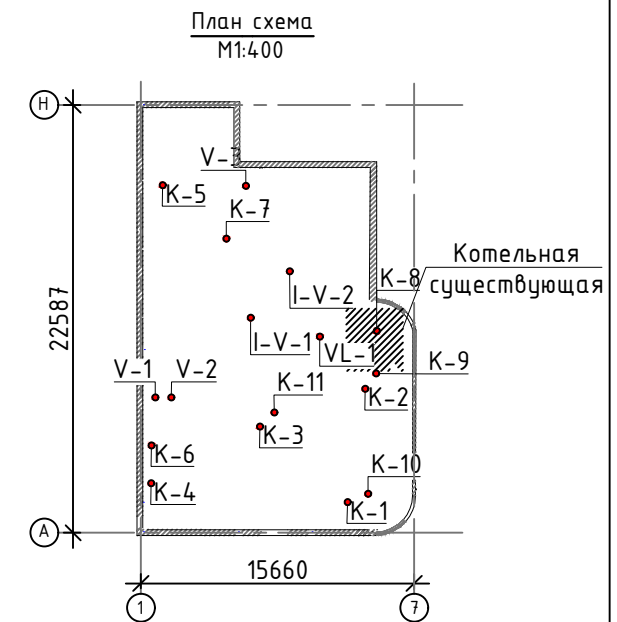 План схема
М1:400
Н
V-
K-5
K-7
Котельная
K-8
существующая
I-V-2
22587
I-V-1
VL-1
K-9
V-1
V-2
K-11
K-2
K-3
K-6
K-10
K-4
K-1
А
15660
1
7